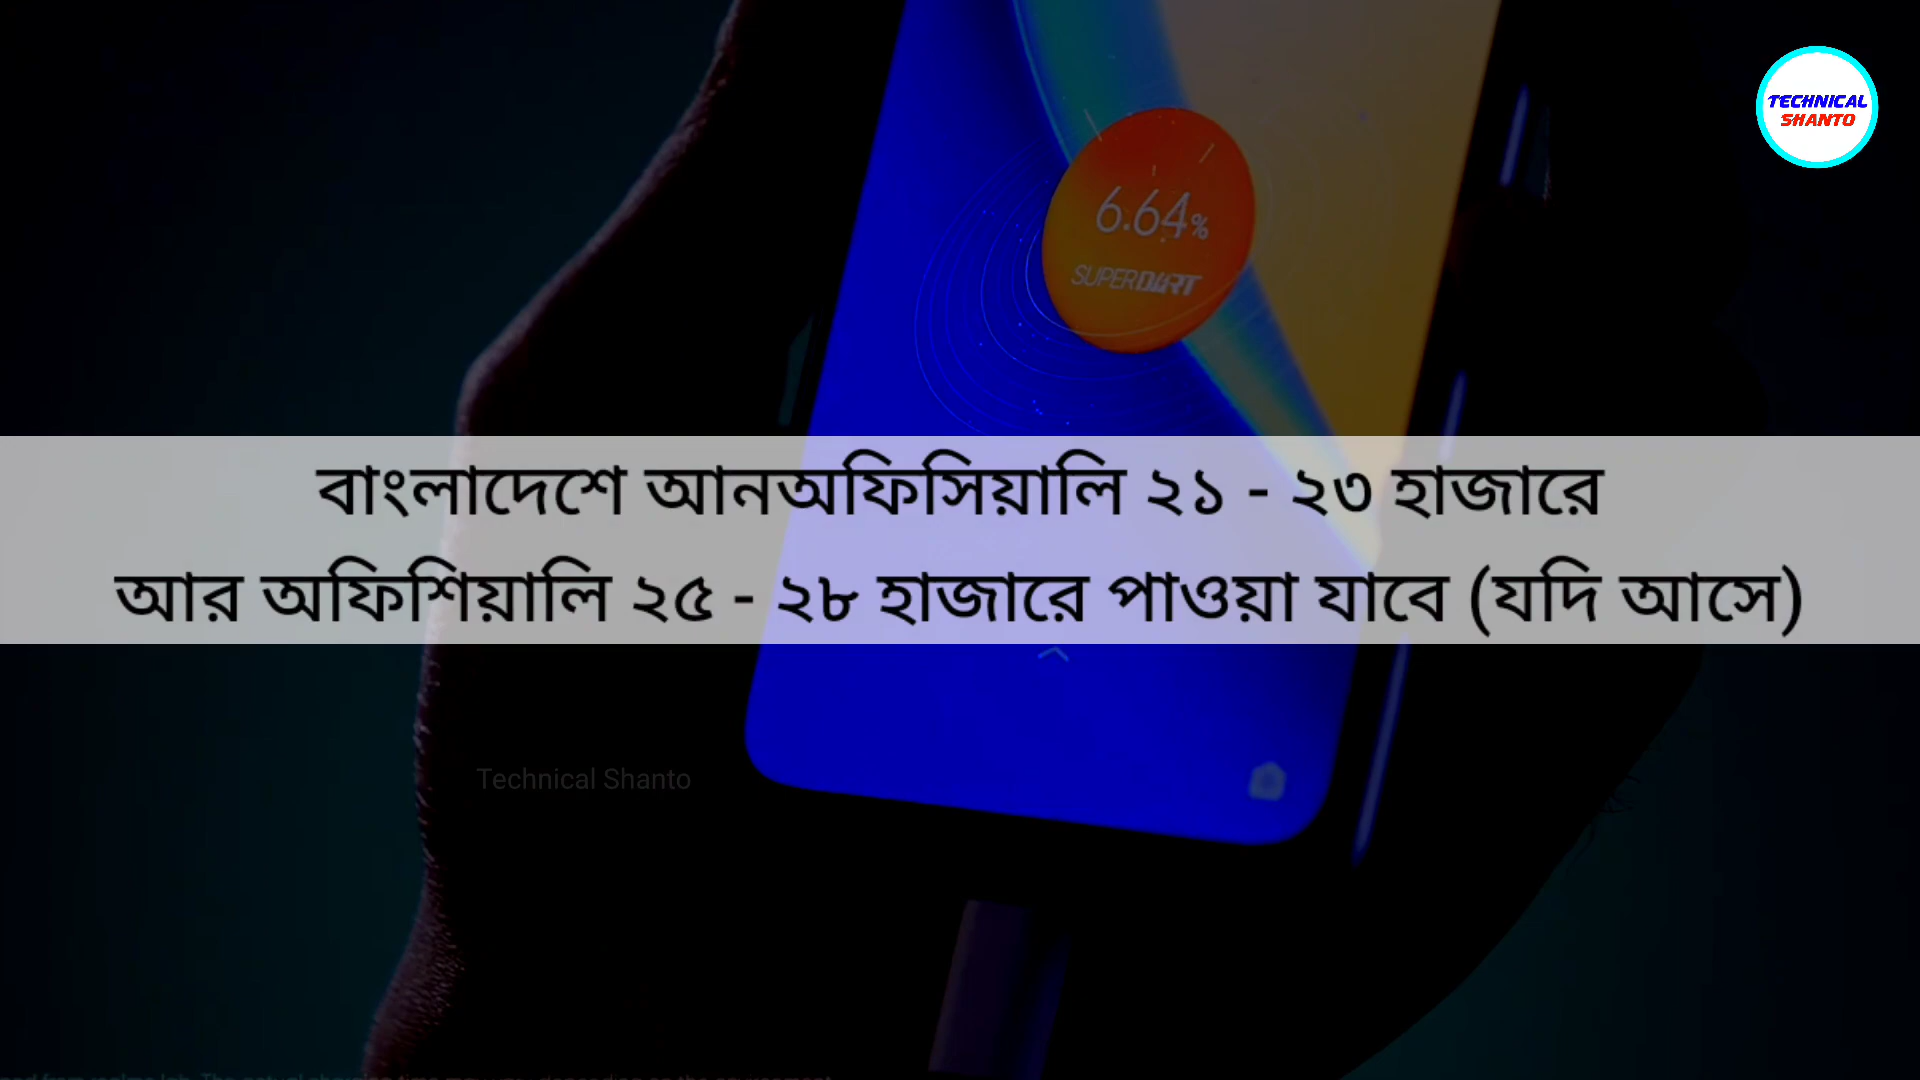 TECHNICAL
SHANTO
6.64%
SUPERDART
বাংলাদেশে আনঅফিসিয়ালি ২১ - ২৩ হাজারে
আর অফিশিয়ালি ২৫ - ২৮ হাজারে পাওয়া যাবে (যদি আসে)
Technical Shanto